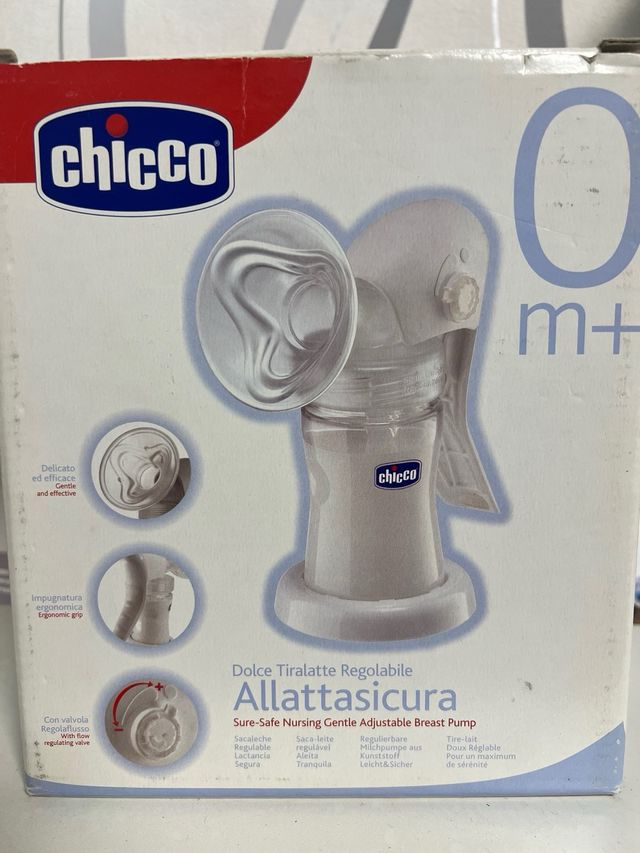 chicco
0
m+
chicco
Delicato
ed efficace
Gentle
and effective
Impugnatura
ergonomica
Ergonomic grip
Con valvola
Regolaflusso
With flow
regulating valve
+
-
Dolce Tiralatte Regolabile
Allattasicura
Sure-Safe Nursing Gentle Adjustable Breast Pump
Sacaleche
Regulable
Lactancia
Segura
Saca-leite
regulável
Aleita
Tranquila
Regulierbare
Milchpumpe aus
Kunststoff
Leicht&Sicher
Tire-lait
Doux Réglable
Pour un maximum
de sérénité